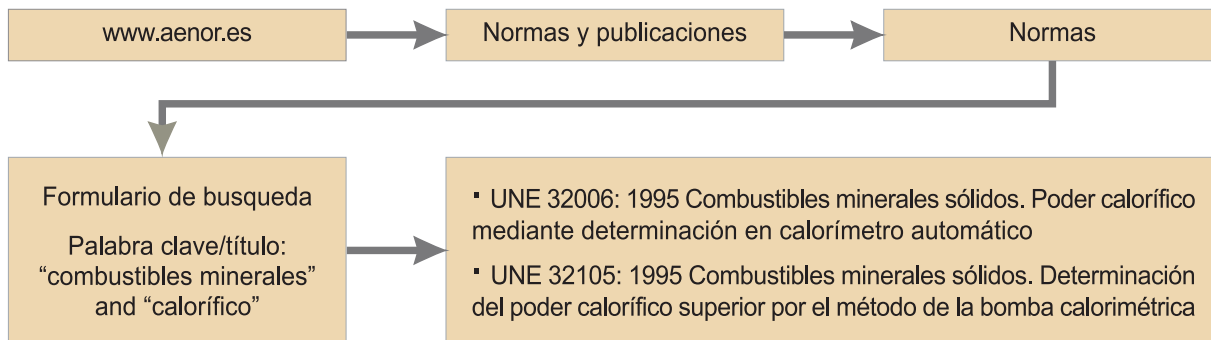 www.aenor.es
Normas y publicaciones
Normas
Formulario de busqueda
Palabra clave/título:
“combustibles minerales”
and “calorífico”
· UNE 32006: 1995 Combustibles minerales sólidos. Poder calorífico
mediante determinación en calorímetro automático
· UNE 32105: 1995 Combustibles minerales sólidos. Determinación
del poder calorífico superior por el método de la bomba calorimétrica